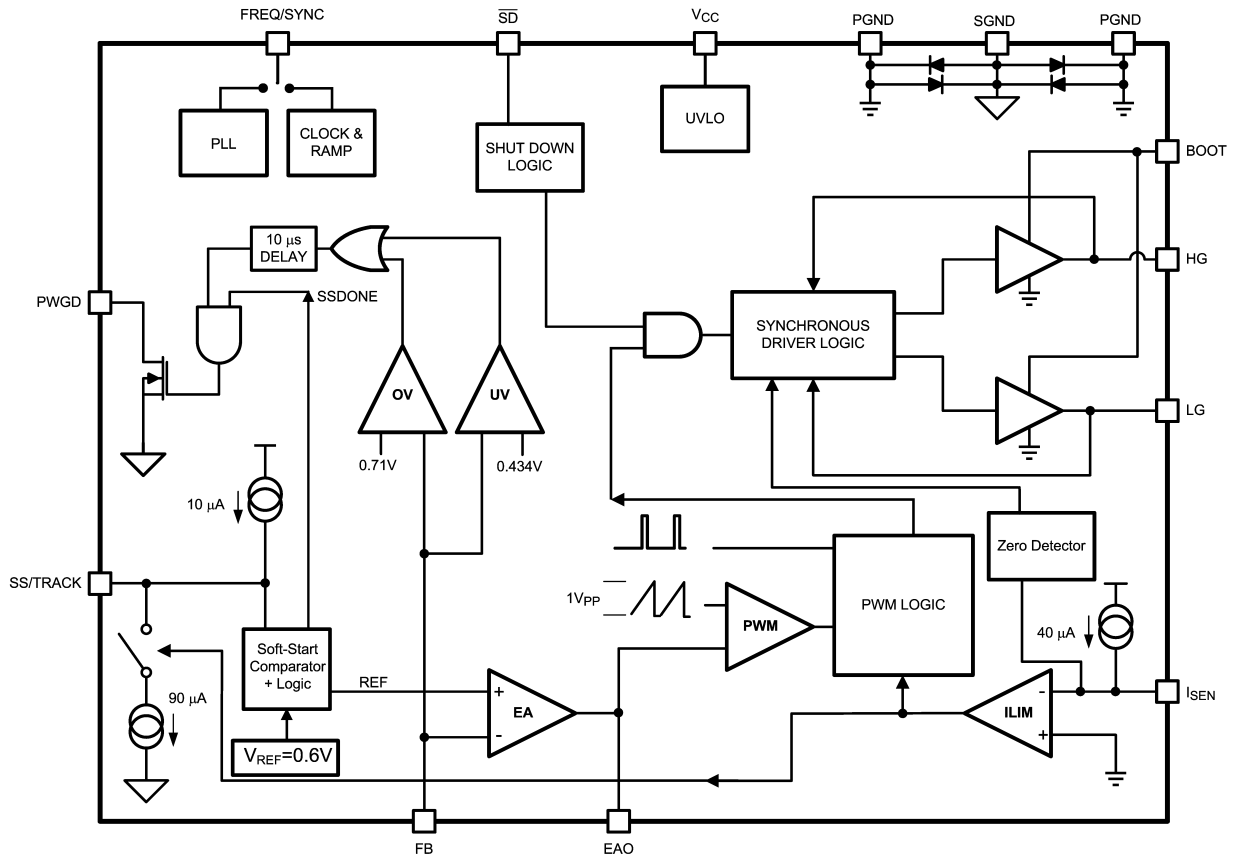 FREQ/SYNC
SD
VCC
PGND
SGND
PGND
PLL
CLOCK &
RAMP
SHUT DOWN
LOGIC
UVLO
BOOT
10 μs
DELAY
HG
PWGD
SSDONE
SYNCHRONOUS
DRIVER LOGIC
OV
UV
LG
0.71V
0.434V
10 μA
Zero Detector
SS/TRACK
1VPP
PWM
PWM LOGIC
40 μA
Soft-Start
Comparator
+ Logic
REF
90 μA
+
EA
-
-
ILIM
+
ISEN
VREF=0.6V
FB
EAO